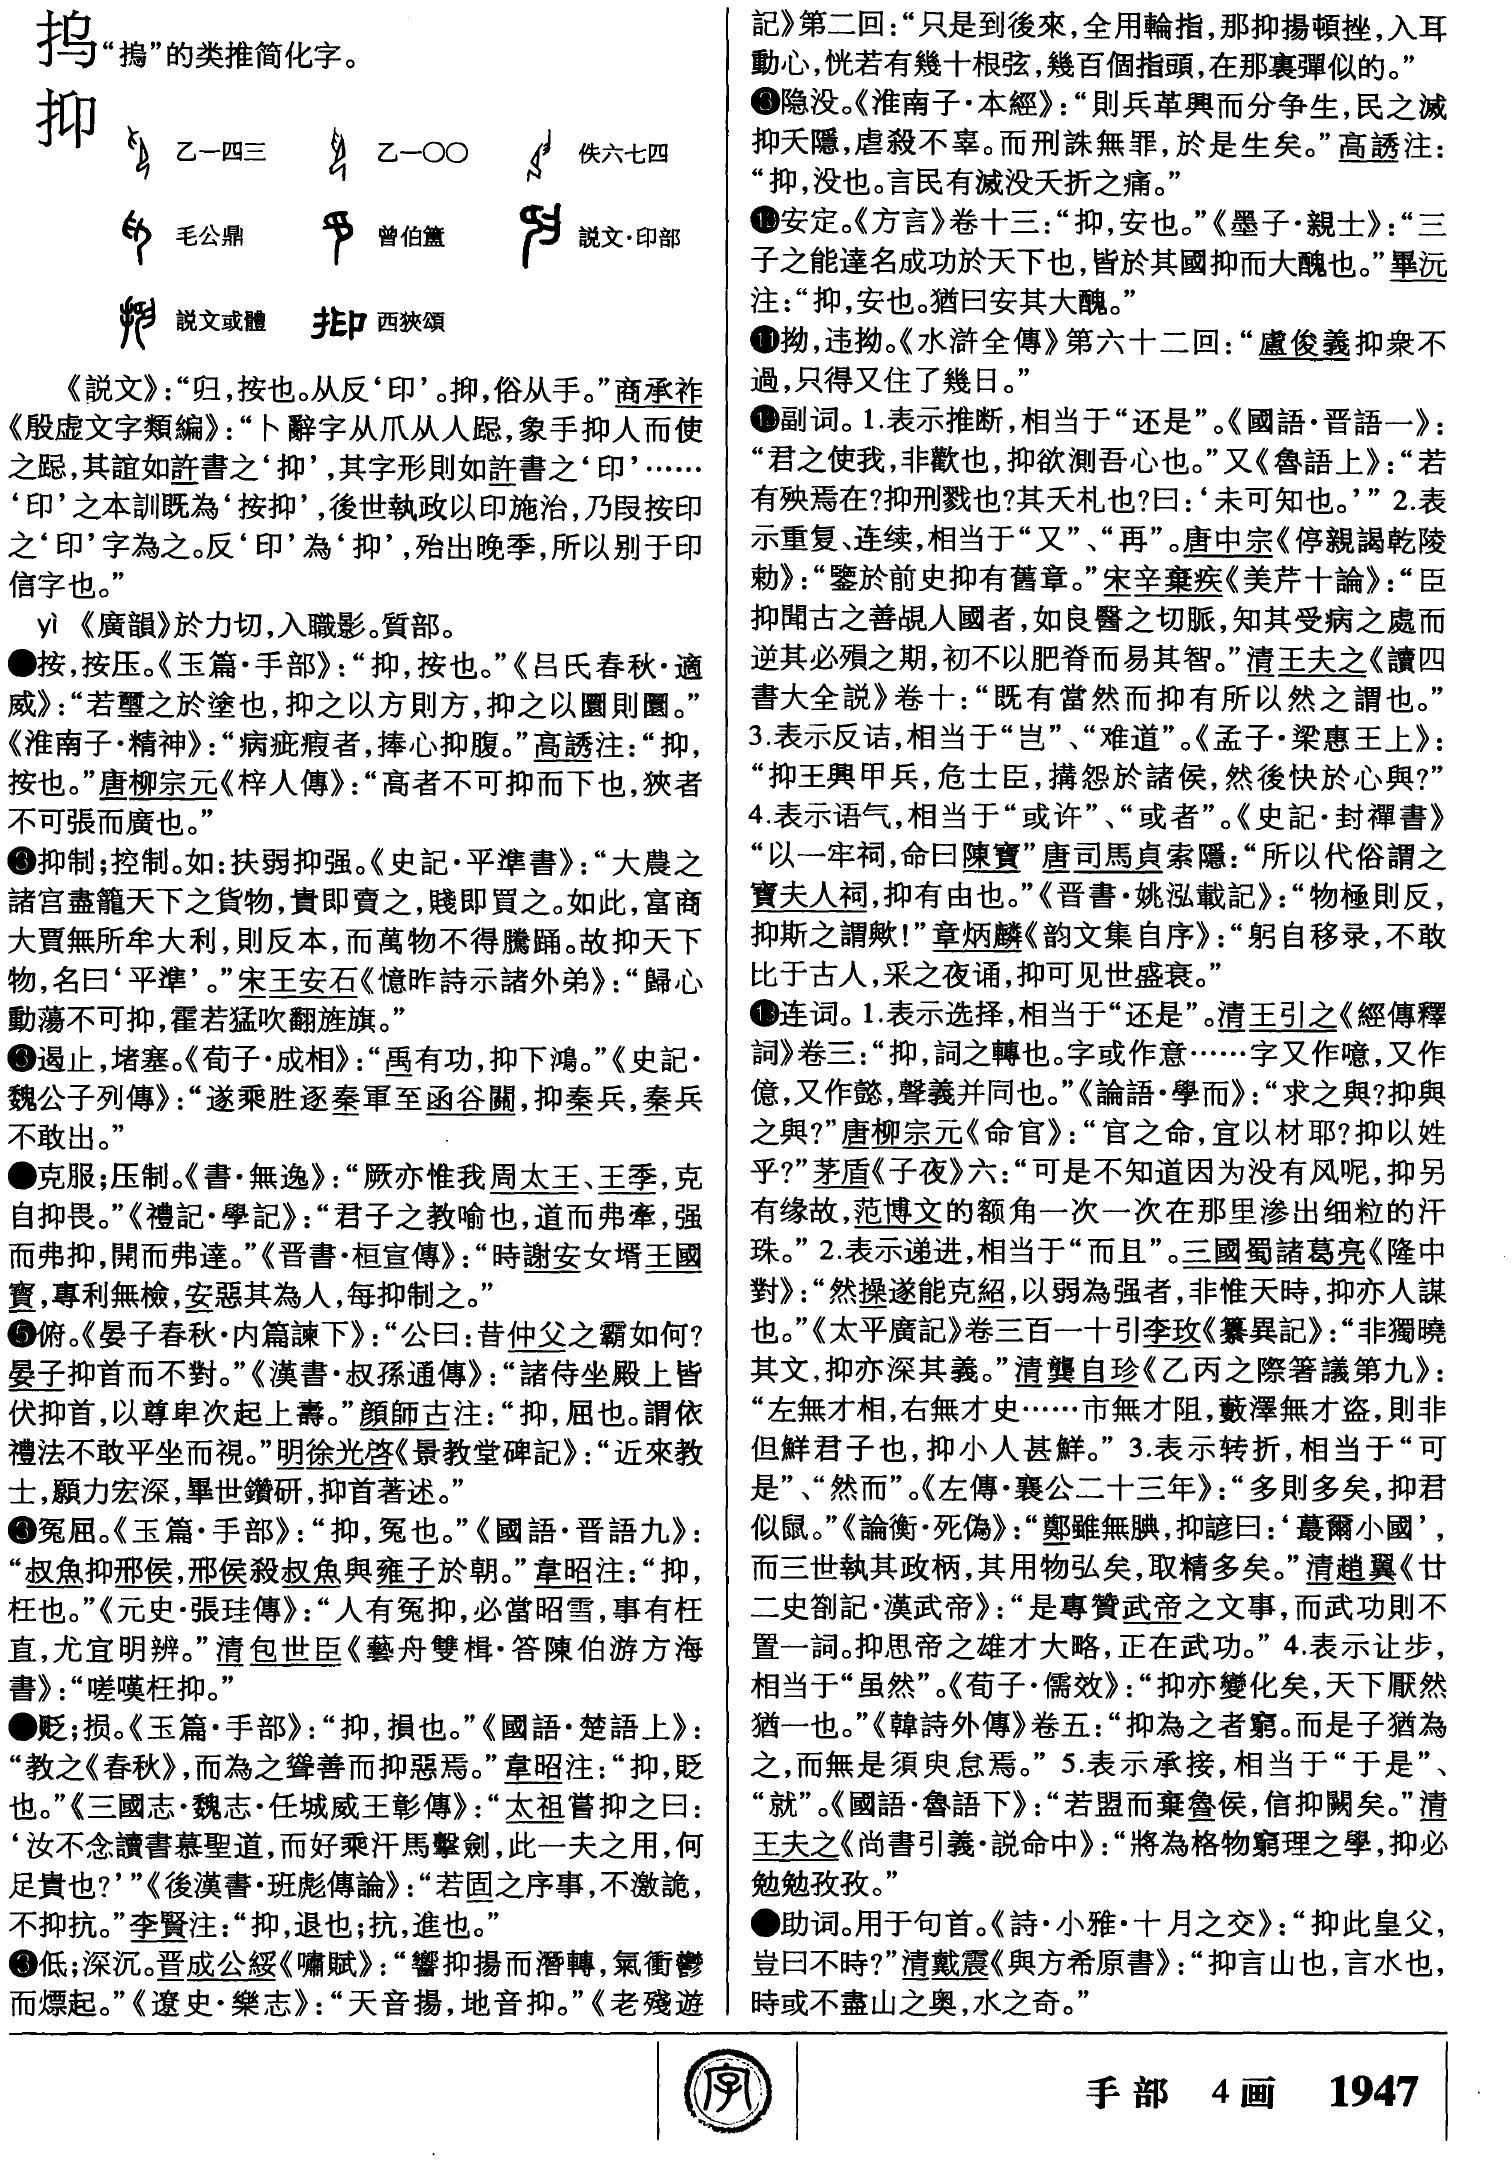 捣“搗”的类推简化字。
抑
乙一四三 乙一〇〇 佚六七四
毛公鼎 曾伯簠 説文·印部
説文或體 西狹頌
《説文》：“归，按也。从反‘印’。抑，俗从手。”商承祚
《殷虚文字類編》：“卜辭字从爪从人跽，象手抑人而使
之跽，其誼如許書之‘抑’，其字形則如許書之‘印’……
‘印’之本訓既為‘按抑’，後世執政以印施治，乃叚按印
之‘印’字為之。反‘印’為‘抑’，殆出晚季，所以别于印
信字也。”
yì 《廣韻》於力切，入職影。質部。
●按，按压。《玉篇·手部》：“抑，按也。”《吕氏春秋·適
威》：“若璽之於塗也，抑之以方則方，抑之以圜則圜。”
《淮南子·精神》：“病疵瘕者，捧心抑腹。”高誘注：“抑，
按也。”唐柳宗元《梓人傳》：“高者不可抑而下也，狹者
不可張而廣也。”
❸抑制；控制。如：扶弱抑强。《史記·平準書》：“大農之
諸官盡籠天下之貨物，貴即賣之，賤即買之。如此，富商
大賈無所牟大利，則反本，而萬物不得騰踊。故抑天下
物，名曰‘平準’。”宋王安石《憶昨詩示諸外弟》：“歸心
動蕩不可抑，霍若猛吹翻旌旗。”
❸遏止，堵塞。《荀子·成相》：“禹有功，抑下鴻。”《史記·
魏公子列傳》：“遂乘胜逐秦軍至函谷關，抑秦兵，秦兵
不敢出。”
●克服；压制。《書·無逸》：“厥亦惟我周太王、王季，克
自抑畏。”《禮記·學記》：“君子之教喻也，道而弗牽，强
而弗抑，開而弗達。”《晋書·桓宣傳》：“時謝安女壻王國
寶，專利無檢，安惡其為人，每抑制之。”
❺俯。《晏子春秋·内篇諫下》：“公曰：昔仲父之霸如何？
晏子抑首而不對。”《漢書·叔孫通傳》：“諸侍坐殿上皆
伏抑首，以尊卑次起上壽。”顔師古注：“抑，屈也。謂依
禮法不敢平坐而視。”明徐光啓《景教堂碑記》：“近來教
士，願力宏深，畢世鑽研，抑首著述。”
❸冤屈。《玉篇·手部》：“抑，冤也。”《國語·晋語九》：
“叔魚抑邢侯，邢侯殺叔魚與雍子於朝。”韋昭注：“抑，
枉也。”《元史·張珪傳》：“人有冤抑，必當昭雪，事有枉
直，尤宜明辨。”清包世臣《藝舟雙楫·答陳伯游方海
書》：“嗟嘆枉抑。”
●贬；损。《玉篇·手部》：“抑，損也。”《國語·楚語上》：
“教之《春秋》，而為之聳善而抑惡焉。”韋昭注：“抑，貶
也。”《三國志·魏志·任城威王彰傳》：“太祖嘗抑之曰：
‘汝不念讀書慕聖道，而好乘汗馬擊劍，此一夫之用，何
足貴也？’”《後漢書·班彪傳論》：“若固之序事，不激詭，
不抑抗。”李賢注：“抑，退也；抗，進也。”
❸低；深沉。晋成公綏《嘯賦》：“響抑揚而潛轉，氣衝鬱
而熛起。”《遼史·樂志》：“天音揚，地音抑。”《老殘遊
記》第二回：“只是到後來，全用輪指，那抑揚頓挫，入耳
動心，恍若有幾十根弦，幾百個指頭，在那裏彈似的。”
❸隐没。《淮南子·本經》：“則兵革興而分争生，民之滅
抑夭隱，虐殺不辜。而刑誅無罪，於是生矣。”高誘注：
“抑，没也。言民有滅没夭折之痛。”
❿安定。《方言》卷十三：“抑，安也。”《墨子·親士》：“三
子之能達名成功於天下也，皆於其國抑而大醜也。”畢沅
注：“抑，安也。猶曰安其大醜。”
⓫拗，违拗。《水滸全傳》第六十二回：“盧俊義抑衆不
過，只得又住了幾日。”
⓬副词。1.表示推断，相当于“还是”。《國語·晋語一》：
“君之使我，非歡也，抑欲測吾心也。”又《魯語上》：“若
有殃焉在？抑刑戮也？其夭札也？曰：‘未可知也。’” 2.表
示重复、连续，相当于“又”、“再”。唐中宗《停親謁乾陵
勅》：“鑒於前史抑有舊章。”宋辛棄疾《美芹十論》：“臣
抑聞古之善覘人國者，如良醫之切脈，知其受病之處而
逆其必殞之期，初不以肥脊而易其智。”清王夫之《讀四
書大全説》卷十：“既有當然而抑有所以然之謂也。”
3.表示反诘，相当于“岂”、“难道”。《孟子·梁惠王上》：
“抑王興甲兵，危士臣，搆怨於諸侯，然後快於心與？”
4.表示语气，相当于“或许”、“或者”。《史記·封禪書》
“以一牢祠，命曰陳寶”唐司馬貞索隱：“所以代俗謂之
寶夫人祠，抑有由也。”《晋書·姚泓載記》：“物極則反，
抑斯之謂歟！”章炳麟《韵文集自序》：“躬自移录，不敢
比于古人，采之夜诵，抑可见世盛衰。”
⓭连词。1.表示选择，相当于“还是”。清王引之《經傳釋
詞》卷三：“抑，詞之轉也。字或作意……字又作噫，又作
億，又作懿，聲義并同也。”《論語·學而》：“求之與？抑與
之與？”唐柳宗元《命官》：“官之命，宜以材耶？抑以姓
乎？”茅盾《子夜》六：“可是不知道因为没有风呢，抑另
有缘故，范博文的额角一次一次在那里渗出细粒的汗
珠。” 2.表示递进，相当于“而且”。三國蜀諸葛亮《隆中
對》：“然操遂能克紹，以弱為强者，非惟天時，抑亦人謀
也。”《太平廣記》卷三百一十引李玫《纂異記》：“非獨曉
其文，抑亦深其義。”清龔自珍《乙丙之際箸議第九》：
“左無才相，右無才史……市無才阻，藪澤無才盗，則非
但鮮君子也，抑小人甚鮮。” 3.表示转折，相当于“可
是”、“然而”。《左傳·襄公二十三年》：“多則多矣，抑君
似鼠。”《論衡·死偽》：“鄭雖無腆，抑諺曰：‘蕞爾小國’，
而三世執其政柄，其用物弘矣，取精多矣。”清趙翼《廿
二史劄記·漢武帝》：“是專贊武帝之文事，而武功則不
置一詞。抑思帝之雄才大略，正在武功。” 4.表示让步，
相当于“虽然”。《荀子·儒效》：“抑亦變化矣，天下厭然
猶一也。”《韓詩外傳》卷五：“抑為之者窮。而是子猶為
之，而無是須臾怠焉。” 5.表示承接，相当于“于是”、
“就”。《國語·魯語下》：“若盟而棄魯侯，信抑闕矣。”清
王夫之《尚書引義·説命中》：“將為格物窮理之學，抑必
勉勉孜孜。”
●助词。用于句首。《詩·小雅·十月之交》：“抑此皇父，
豈曰不時？”清戴震《與方希原書》：“抑言山也，言水也，
時或不盡山之奥，水之奇。”
字
手部 4画 1947